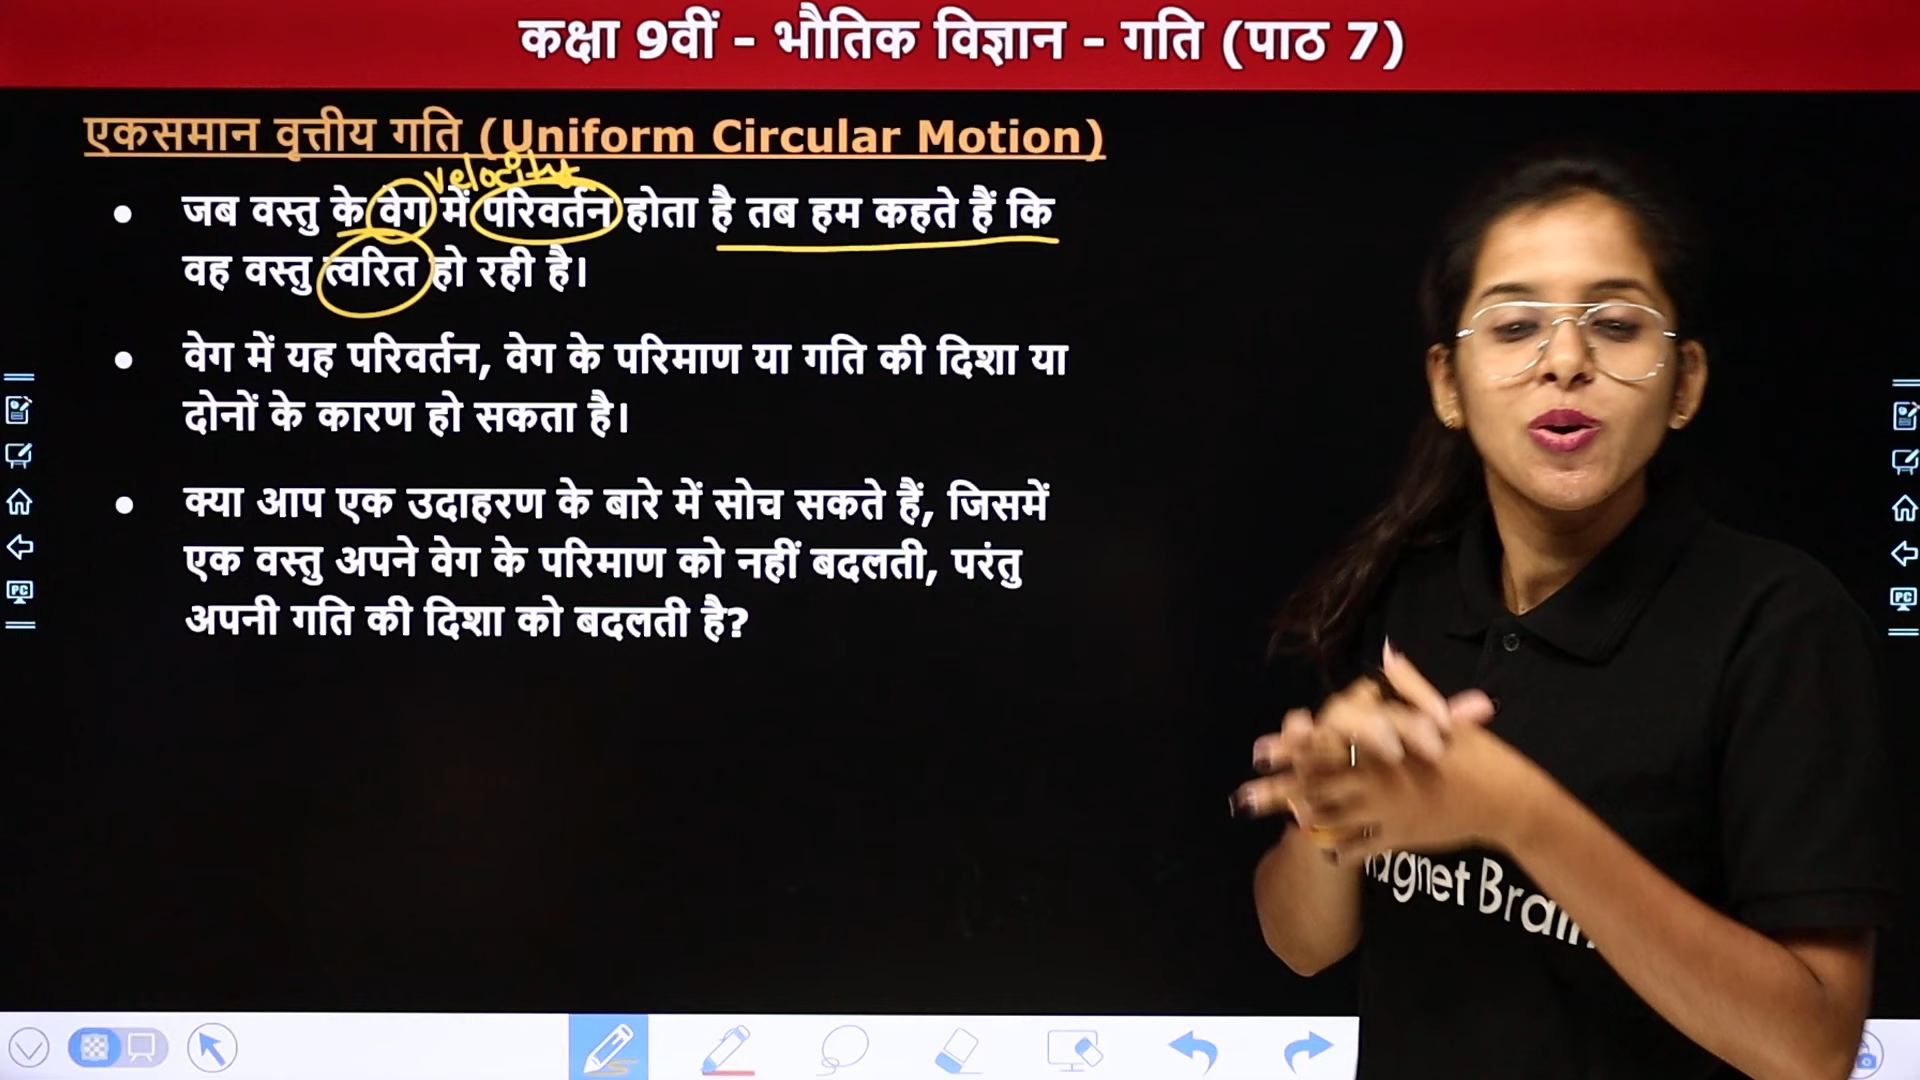 कक्षा 9वीं - भौतिक विज्ञान - गति (पाठ 7)
एकसमान वृत्तीय गति (Uniform Circular Motion)
velocity
• जब वस्तु के वेग में परिवर्तन होता है तब हम कहते हैं कि
वह वस्तु त्वरित हो रही है।
• वेग में यह परिवर्तन, वेग के परिमाण या गति की दिशा या
दोनों के कारण हो सकता है।
• क्या आप एक उदाहरण के बारे में सोच सकते हैं, जिसमें
एक वस्तु अपने वेग के परिमाण को नहीं बदलती, परंतु
अपनी गति की दिशा को बदलती है?
PC
PC